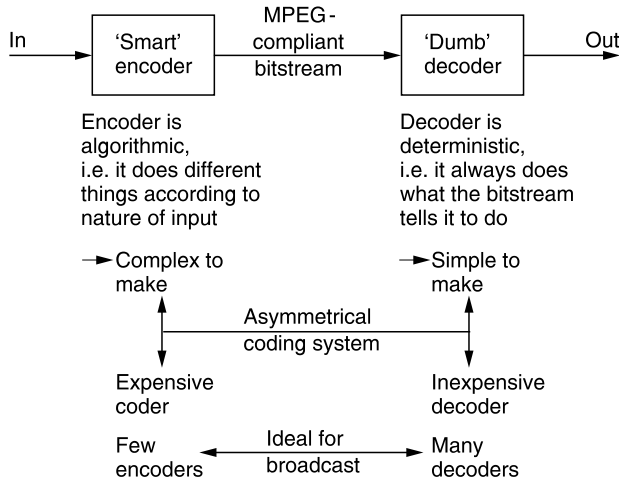 In
'Smart'
encoder
MPEG-
compliant
bitstream
'Dumb'
decoder
Out
Encoder is
algorithmic,
i.e. it does different
things according to
nature of input
Decoder is
deterministic,
i.e. it always does
what the bitstream
tells it to do
Complex to
make
Simple to
make
Asymmetrical
coding system
Expensive
coder
Inexpensive
decoder
Few
encoders
Ideal for
broadcast
Many
decoders